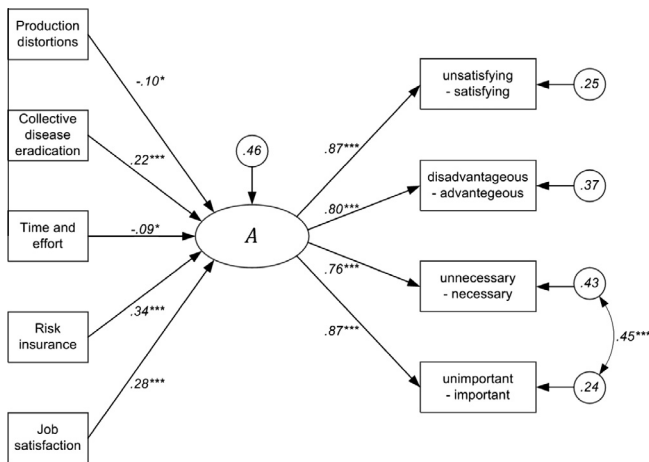 Production
distortions
-.10*
unsatisfying
- satisfying
.25
Collective
disease
eradication
.22***
.46
.87***
disadvantageous
- advantegeous
.37
.80***
Time and
effort
-.09*
A
.76***
unnecessary
- necessary
.43
.34***
.87***
.45***
Risk
insurance
.28***
unimportant
- important
.24
Job
satisfaction